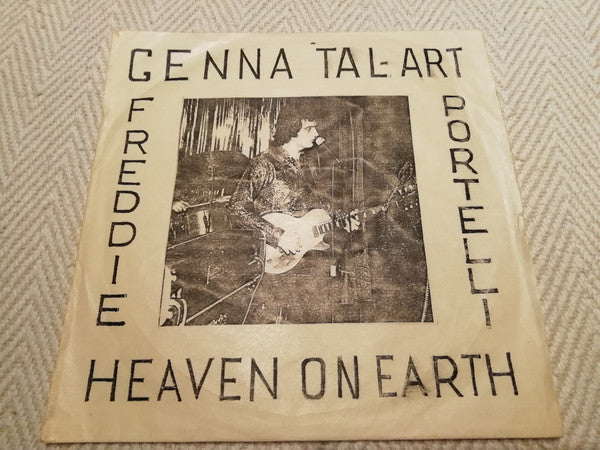 GENNA TAL-ART
FREDDIE
PORTELLI
HEAVEN ON EARTH